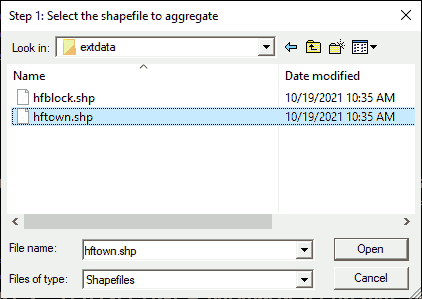 Step 1: Select the shapefile to aggregate
Look in: extdata
Name Date modified
hfblock.shp 10/19/2021 10:35 AM
hftown.shp 10/19/2021 10:35 AM
File name: hftown.shp Open
Files of type: Shapefiles Cancel